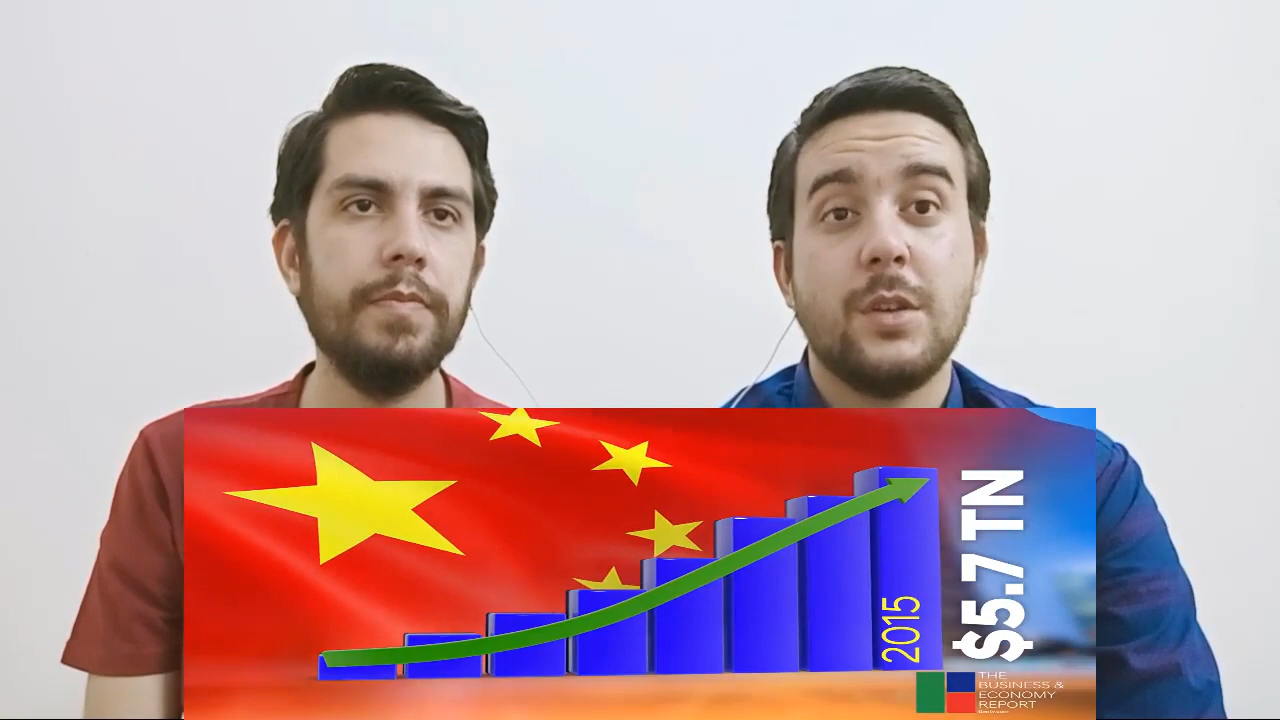 2015
$5.7 TN
THE
BUSINESS &
ECONOMY
REPORT